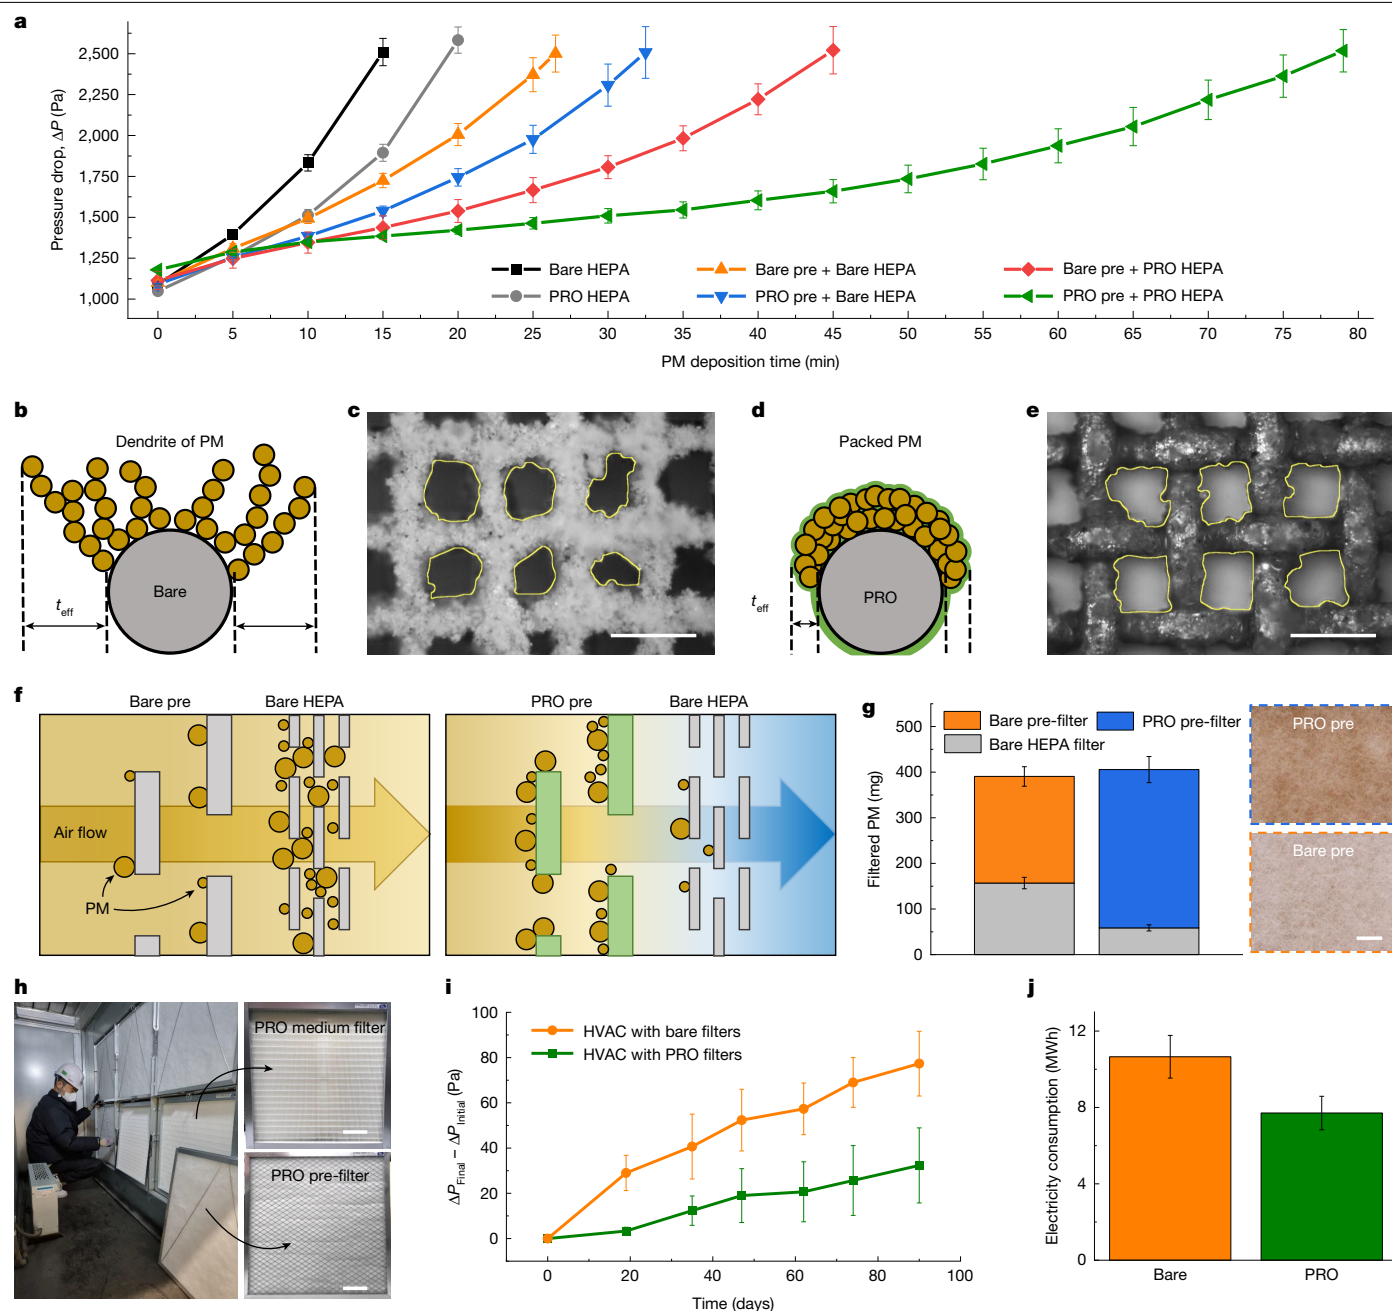 a
Pressure drop, ΔP (Pa)
2,500
2,250
2,000
1,750
1,500
1,250
1,000
Bare HEPA
PRO HEPA
Bare pre + Bare HEPA
PRO pre + Bare HEPA
Bare pre + PRO HEPA
PRO pre + PRO HEPA
0 5 10 15 20 25 30 35 40 45 50 55 60 65 70 75 80
PM deposition time (min)
b
Dendrite of PM
Bare
t eff
c
d
Packed PM
PRO
t eff
e
f
Bare pre
Bare HEPA
Air flow
PM
PRO pre
Bare HEPA
g
Filtered PM (mg)
500
400
300
200
100
0
Bare pre-filter
PRO pre-filter
Bare HEPA filter
PRO pre
Bare pre
h
PRO medium filter
PRO pre-filter
i
ΔP Final – ΔP Initial (Pa)
100
80
60
40
20
0
HVAC with bare filters
HVAC with PRO filters
0 20 40 60 80 100
Time (days)
j
Electricity consumption (MWh)
12
8
4
0
Bare PRO